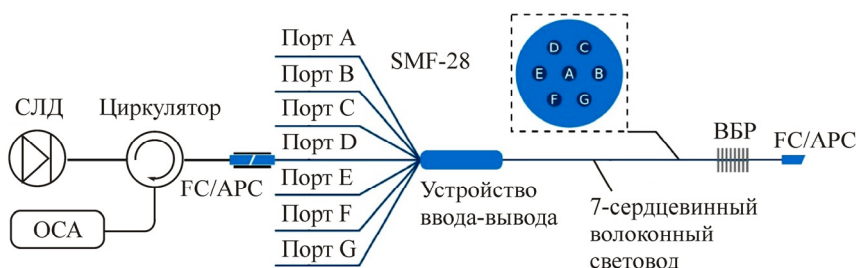 СЛД
Циркулятор
FC/APC
ОСА
Порт A
Порт B
Порт C
Порт D
Порт E
Порт F
Порт G
SMF-28
Устройство
ввода-вывода
D C
E A B
F G
7-сердцевинный
волоконный
световод
ВБР
FC/APC